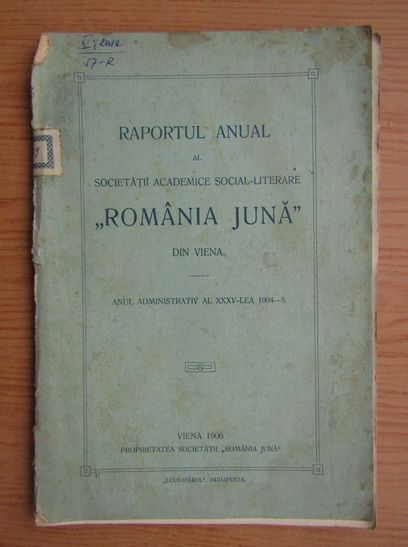 57-R
RAPORTUL ANUAL
AL
SOCIETĂȚII ACADEMICE SOCIAL-LITERARE
„ROMÂNIA JUNĂ”
DIN VIENA.
ANUL ADMINISTRATIV AL XXXV-LEA 1904—5.
VIENA 1906
PROPRIETATEA SOCIETĂȚII „ROMÂNIA JUNĂ”
„LUCEAFĂRUL”, BUDAPESTA.